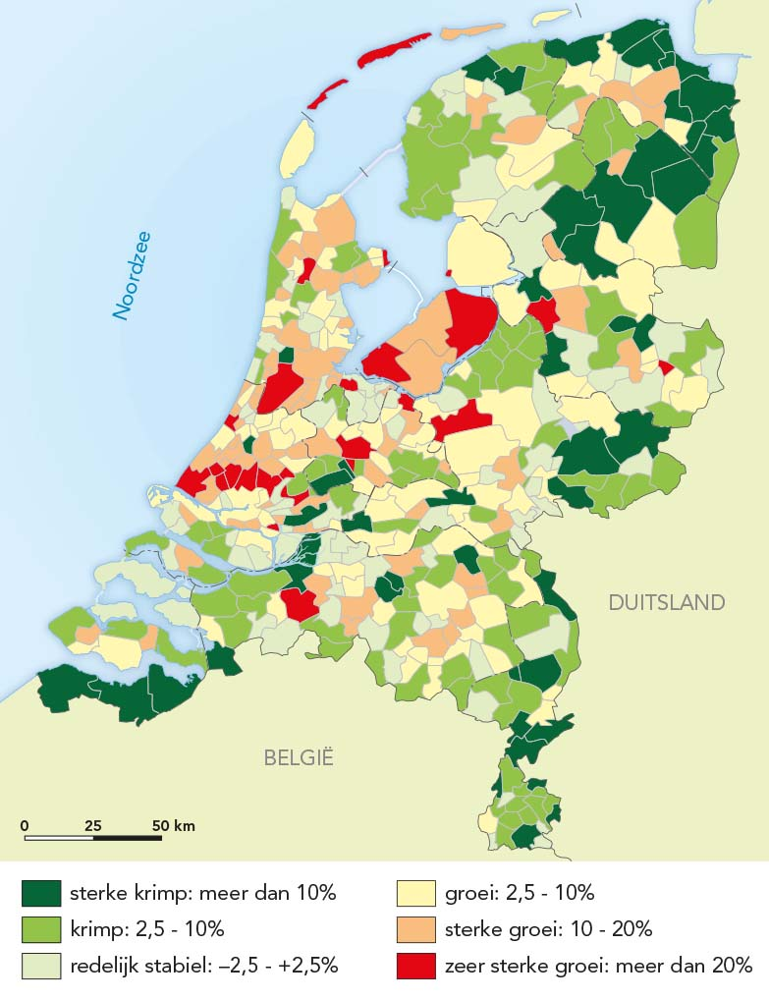 Noordzee
DUITSLAND
BELGIË
0 25 50 km
sterke krimp: meer dan 10%
krimp: 2,5 - 10%
redelijk stabiel: –2,5 - +2,5%
groei: 2,5 - 10%
sterke groei: 10 - 20%
zeer sterke groei: meer dan 20%